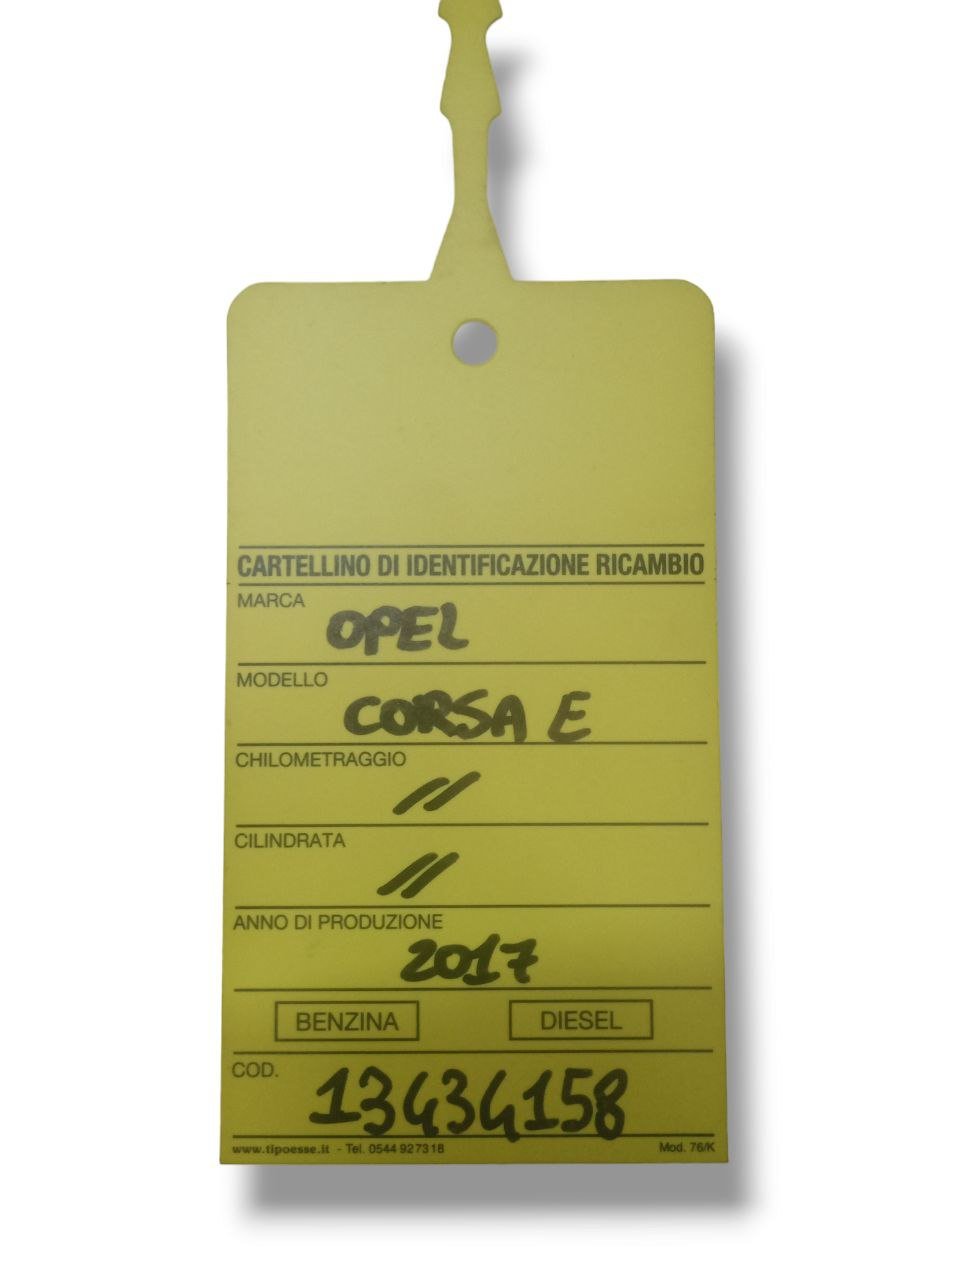 CARTELLINO DI IDENTIFICAZIONE RICAMBIO
MARCA
OPEL
MODELLO
CORSA E
CHILOMETRAGGIO
//
CILINDRATA
//
ANNO DI PRODUZIONE
2017
BENZINA DIESEL
COD.
13434158
www.tipoesse.it - Tel. 0544 927318 Mod. 76/K